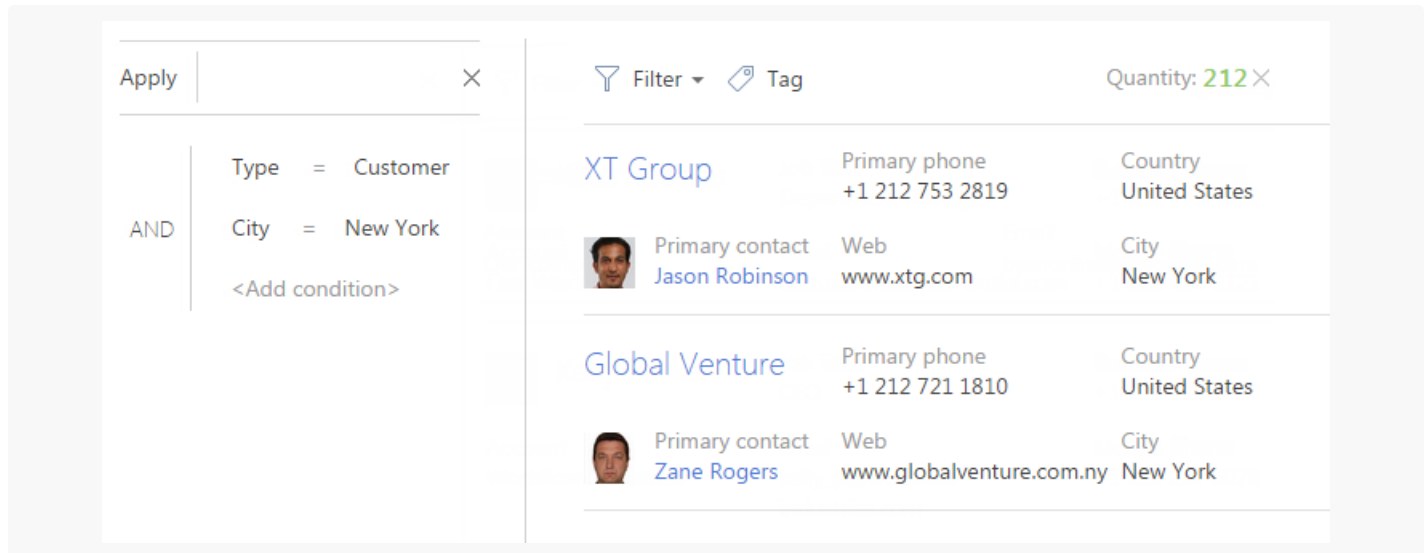 Apply
AND
Type = Customer
City = New York
<Add condition>
Filter Tag Quantity: 212
XT Group
Primary phone
+1 212 753 2819
Country
United States
Primary contact
Jason Robinson
Web
www.xtg.com
City
New York
Global Venture
Primary phone
+1 212 721 1810
Country
United States
Primary contact
Zane Rogers
Web
www.globalventure.com.ny
City
New York